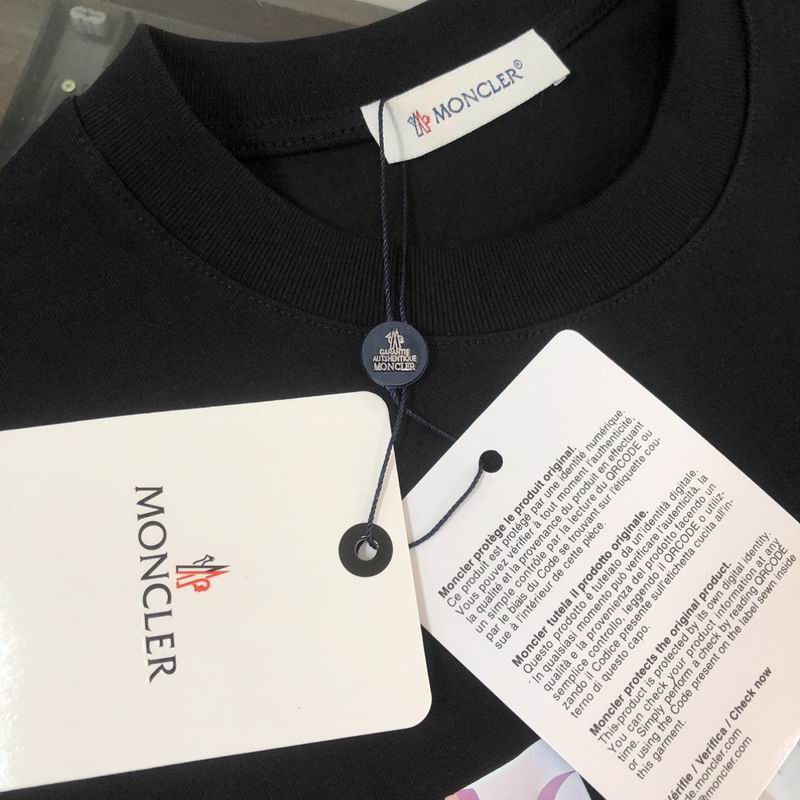 MONCLER®
GARANTIE
AUTSHENTIQUE
MONCLER
MONCLER
Moncler protège le produit original.
Ce produit est protégé par une identité numérique.
Vous pouvez vérifier à tout moment l'authenticité,
la qualité et la provenance du produit en effectuant
un simple contrôle par la lecture du QRCODE ou
par le biais du Code se trouvant sur l'étiquette cou-
sue à l'intérieur de cette pièce.
Moncler tutela il prodotto originale.
Questo prodotto è tutelato da un'identità digitale.
In qualsiasi momento può verificare l'autenticità, la
qualità e la provenienza del prodotto facendo un
semplice controllo, leggendo il QRCODE o utiliz-
zando il Codice presente sull'etichetta cucita all'in-
terno di questo capo.
Moncler protects the original product.
This product is protected by its own digital identity.
You can check your product information at any
time. Simply perform a check by reading QRCODE
or using the Code present on the label sewn inside
this garment.
érifie / Verifica / Check now
de.moncler.com
@moncler.com